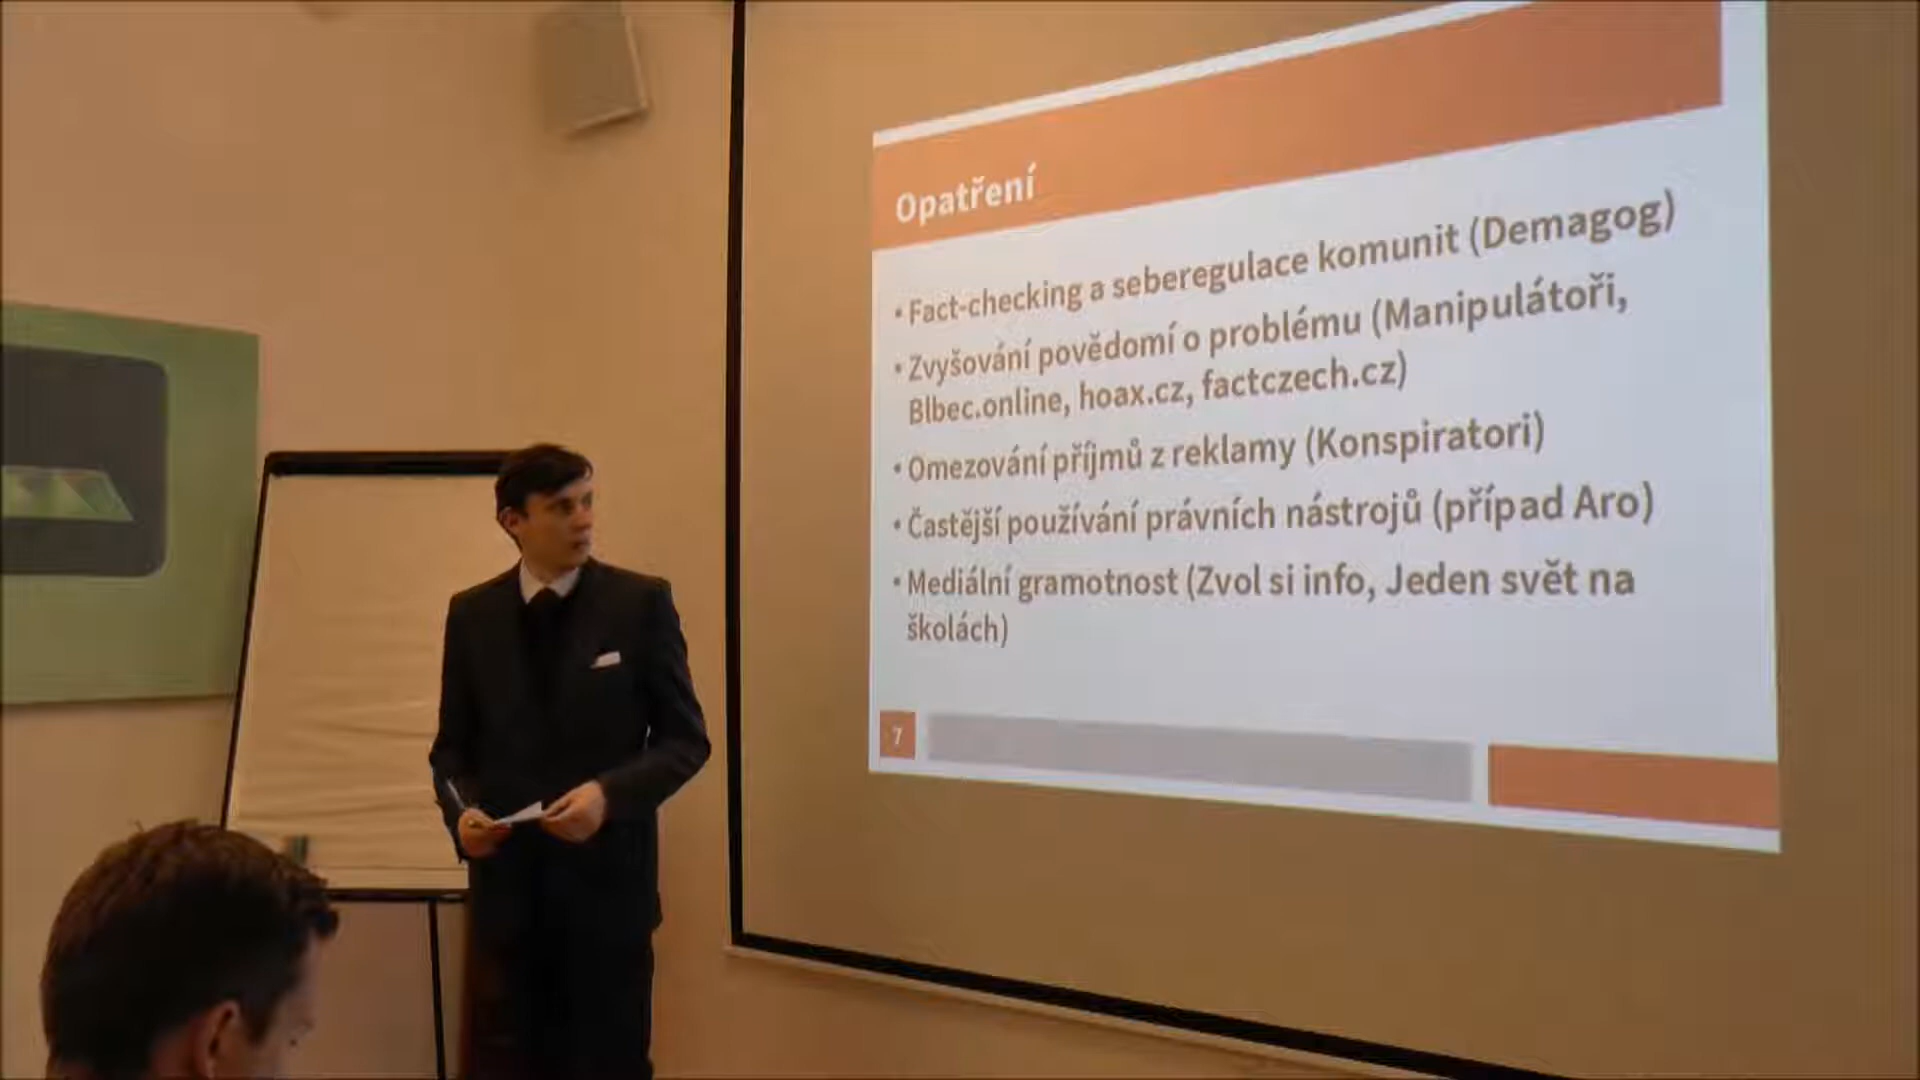 Opatření
• Fact-checking a seberegulace komunit (Demagog)
• Zvyšování povědomí o problému (Manipulátoři,
Blbec.online, hoax.cz, factczech.cz)
• Omezování příjmů z reklamy (Konspiratori)
• Častější používání právních nástrojů (případ Aro)
• Mediální gramotnost (Zvol si info, Jeden svět na
školách)
7